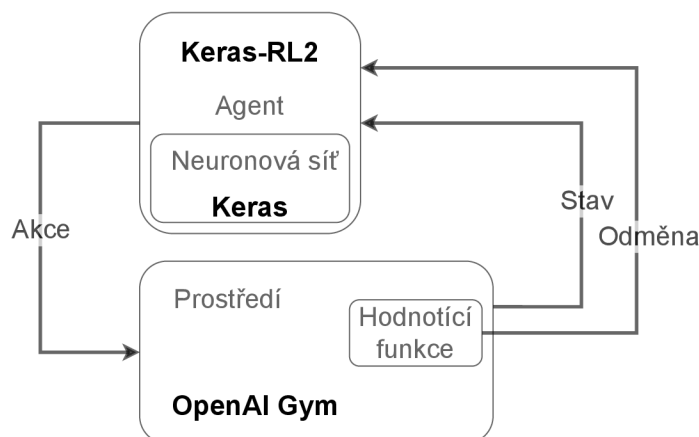 Keras-RL2
Agent
Neuronová síť
Keras
Akce
Stav
Odměna
Prostředí
Hodnotící
funkce
OpenAI Gym